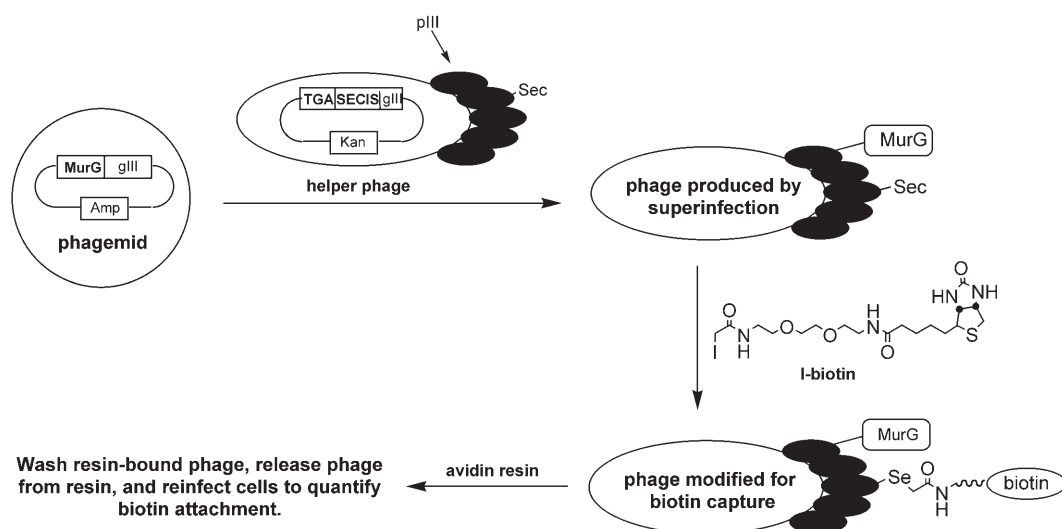 pIII
Sec
TGA SECIS gIII
Kan
helper phage
MurG gIII
Amp
phagemid
MurG
Sec
phage produced by
superinfection
O
HN NH
S
O
N
H
O
O
H
N
O
I
I-biotin
MurG
phage modified for
biotin capture
Se
O
N
H
biotin
avidin resin
Wash resin-bound phage, release phage
from resin, and reinfect cells to quantify
biotin attachment.